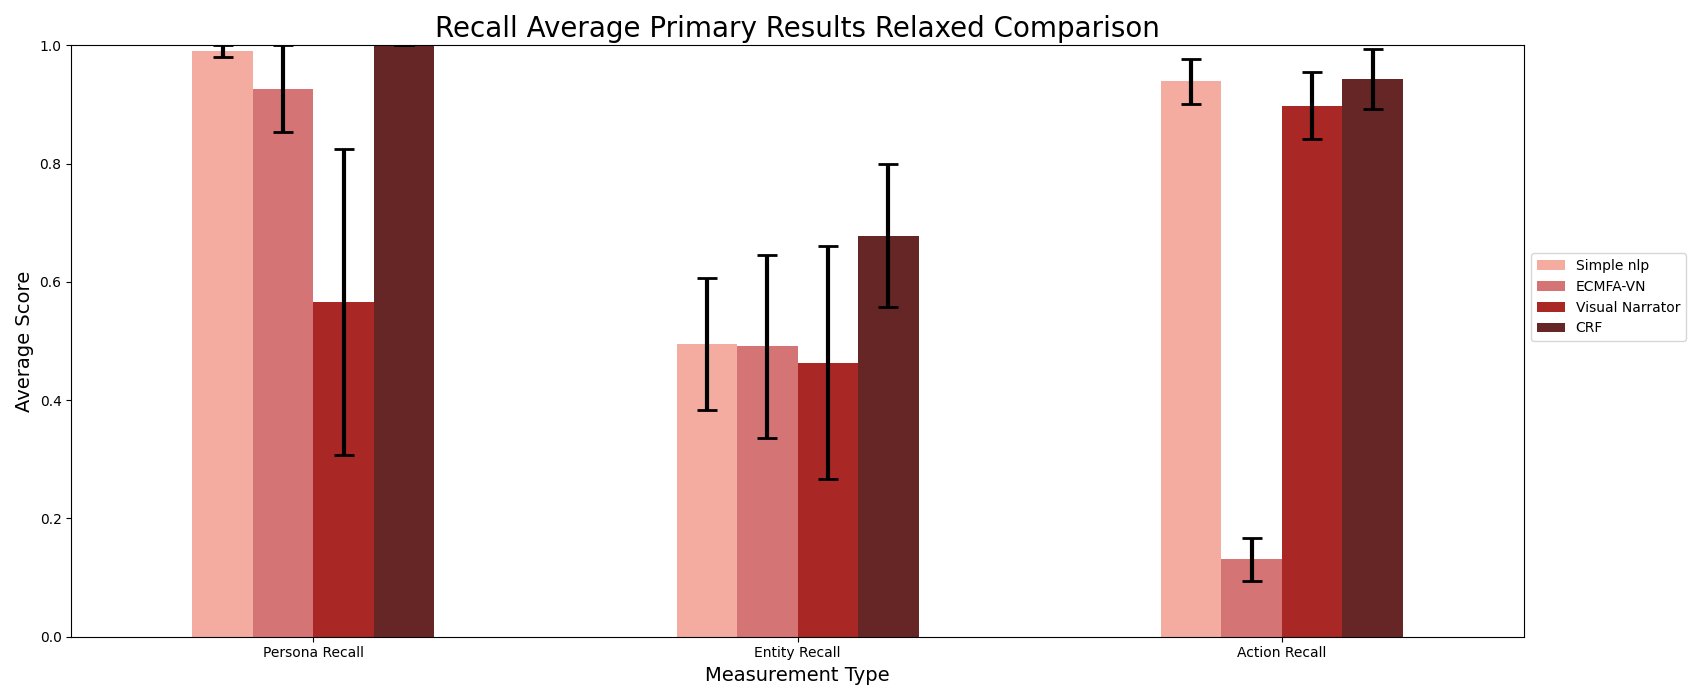 Recall Average Primary Results Relaxed Comparison
Average Score
1.0
0.8
0.6
0.4
0.2
0.0
Persona Recall
Entity Recall
Action Recall
Measurement Type
Simple nlp
ECMFA-VN
Visual Narrator
CRF